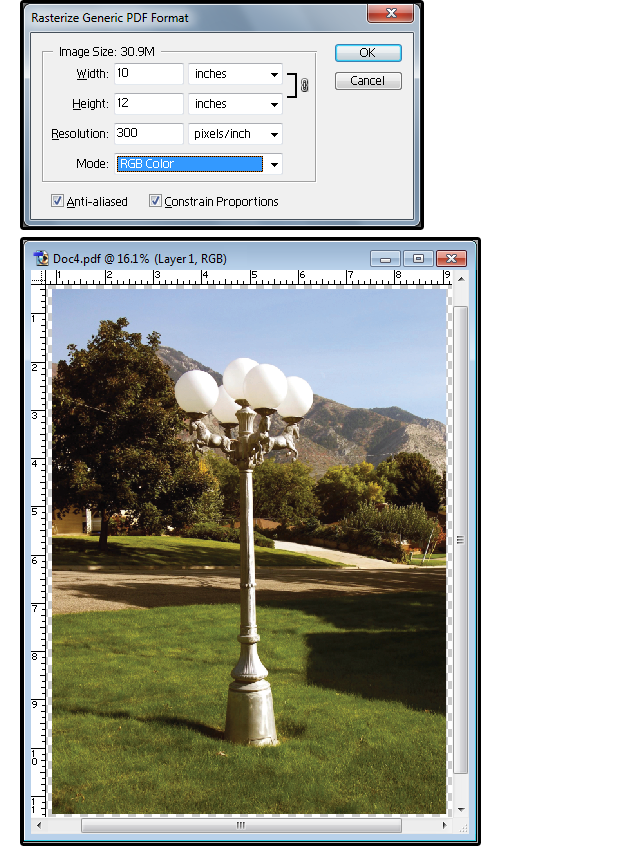 Rasterize Generic PDF Format
Image Size: 30.9M
Width: 10 inches
Height: 12 inches
Resolution: 300 pixels/inch
Mode: RGB Color
Anti-aliased Constrain Proportions
OK
Cancel
Doc4.pdf @ 16.1% (Layer 1, RGB)
1 2 3 4 5 6 7 8 9
1
2
3
4
5
6
7
8
9
10
11